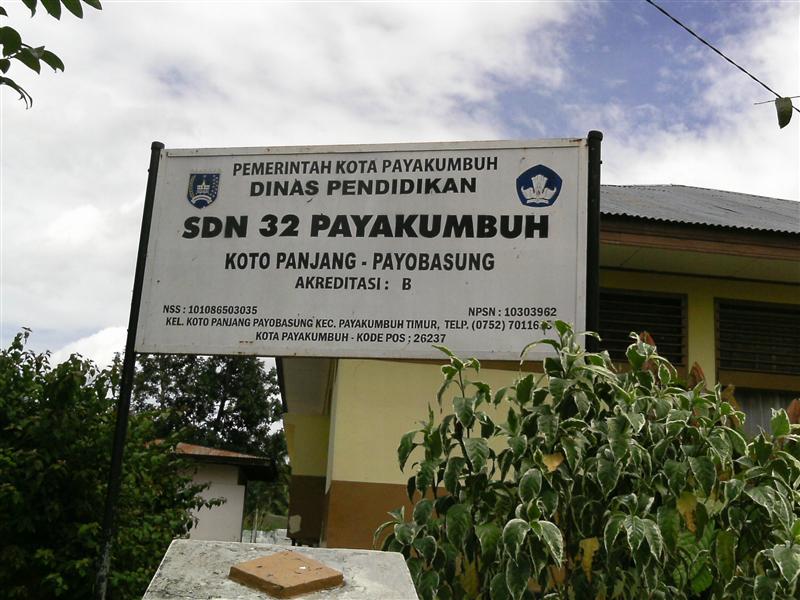 PEMERINTAH KOTA PAYAKUMBUH
DINAS PENDIDIKAN
SDN 32 PAYAKUMBUH
KOTO PANJANG - PAYOBASUNG
AKREDITASI : B
NSS : 101086503035
NPSN : 10303962
KEL. KOTO PANJANG PAYOBASUNG KEC. PAYAKUMBUH TIMUR, TELP. (0752)
KOTA PAYAKUMBUH - KODE POS ; 26237